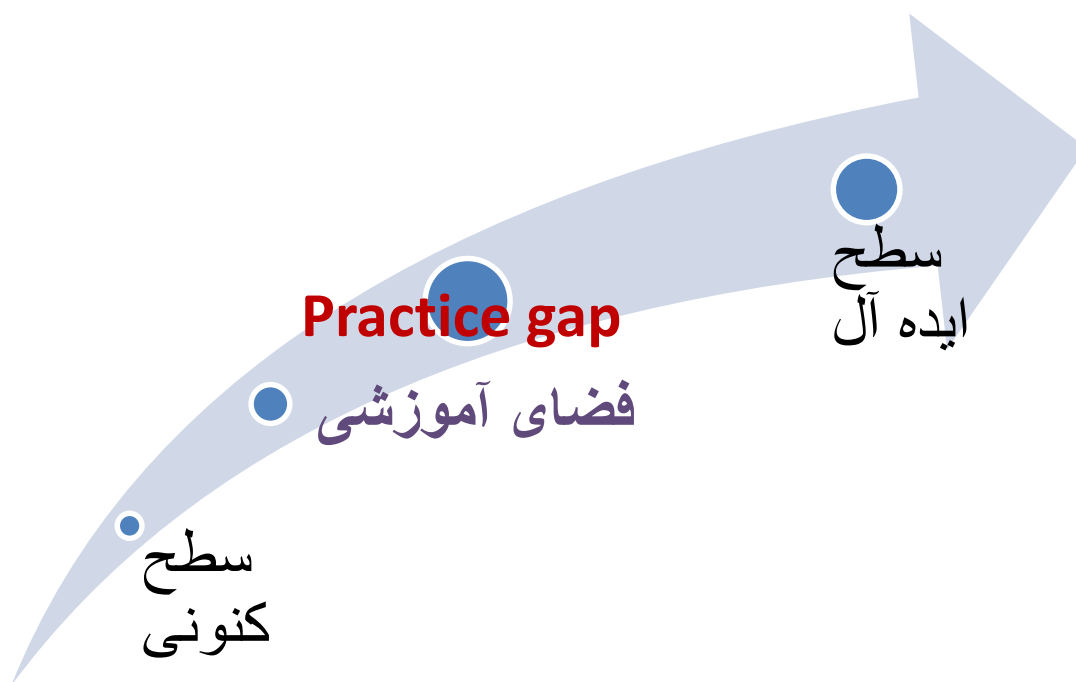 سطح
ایده آل
Practice gap
فضای آموزشی
سطح
کنونی